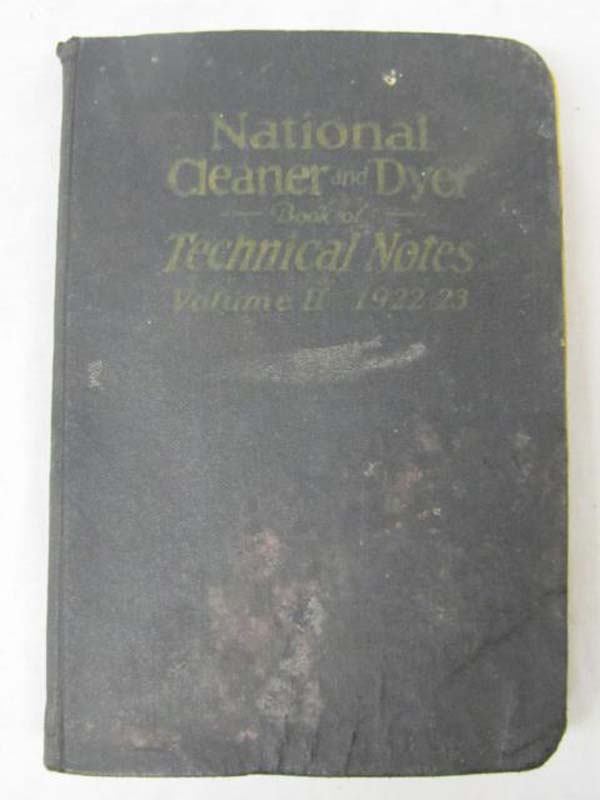 National
Cleaner and Dyer
Book of
Technical Notes
Volume II 1922-23